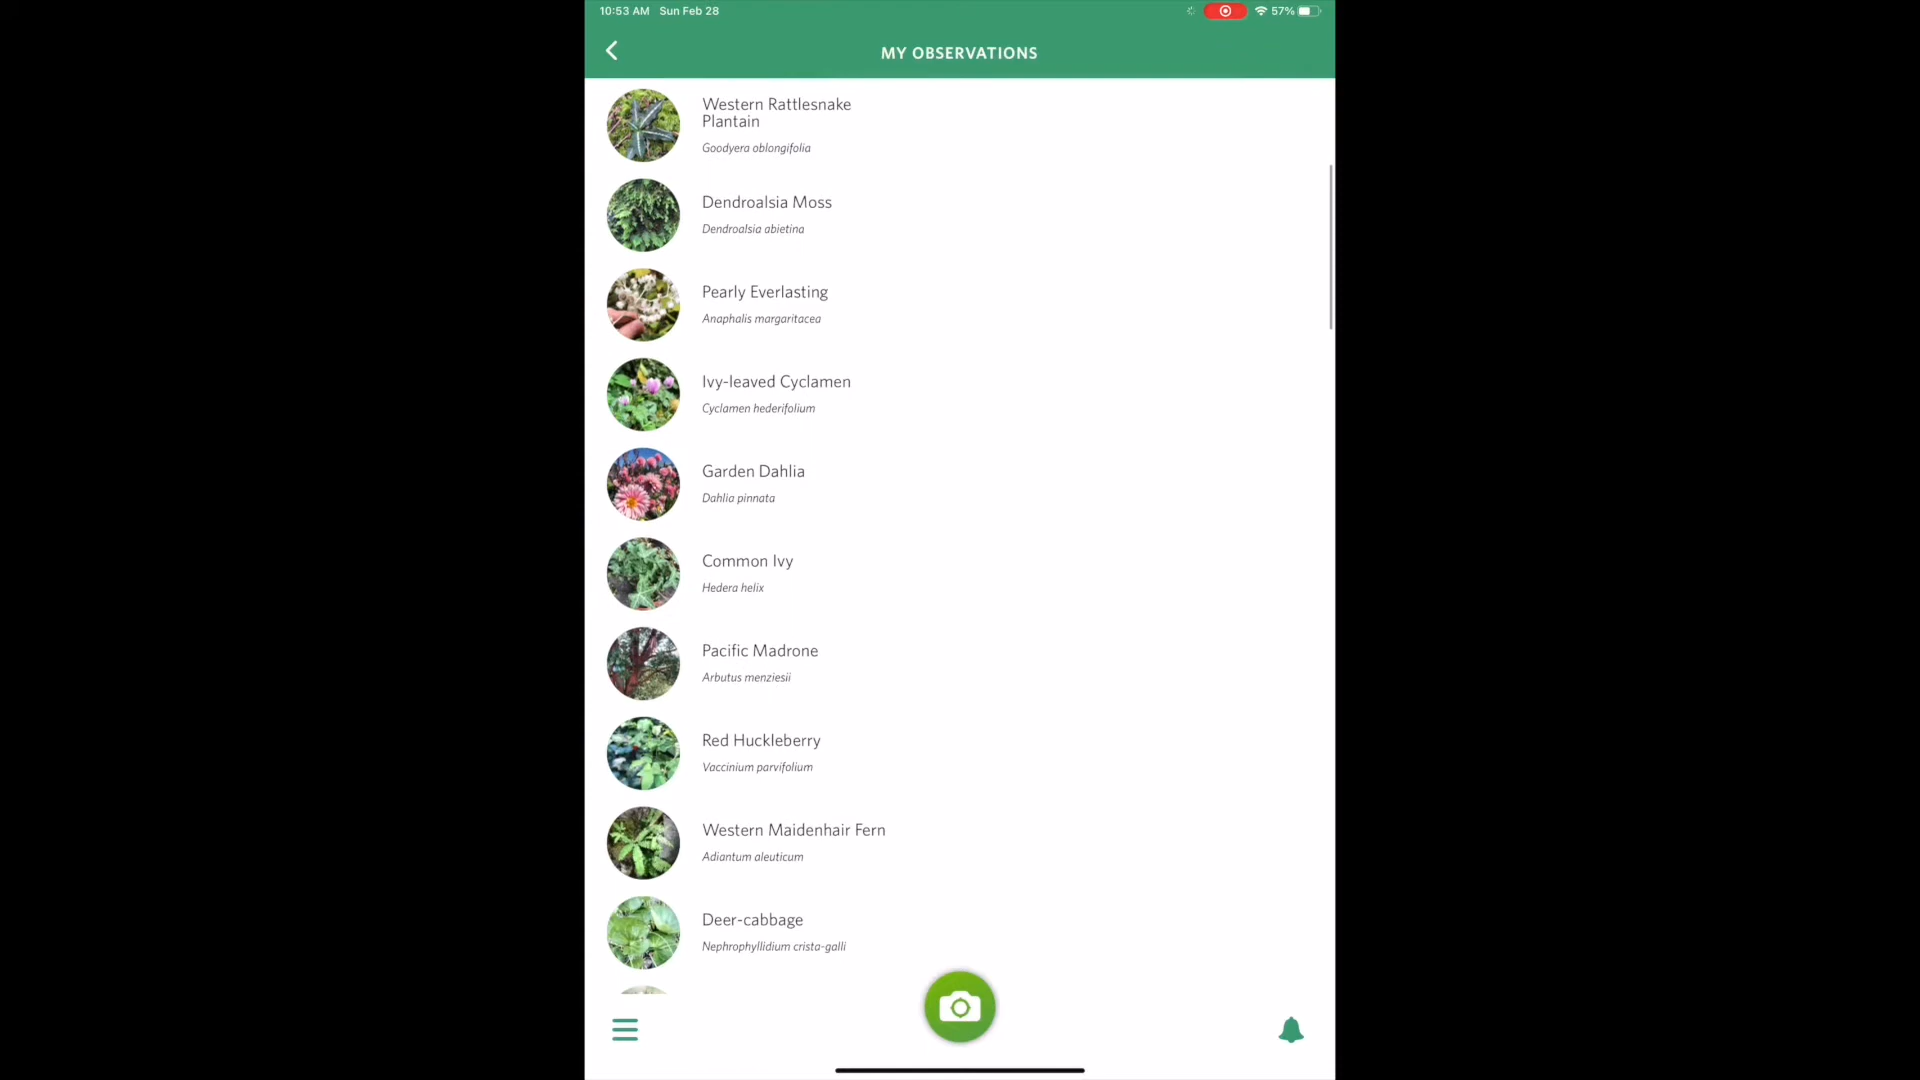 10:53 AM Sun Feb 28
57%
MY OBSERVATIONS
Western Rattlesnake
Plantain
Goodyera oblongifolia
Dendroalsia Moss
Dendroalsia abietina
Pearly Everlasting
Anaphalis margaritacea
Ivy-leaved Cyclamen
Cyclamen hederifolium
Garden Dahlia
Dahlia pinnata
Common Ivy
Hedera helix
Pacific Madrone
Arbutus menziesii
Red Huckleberry
Vaccinium parvifolium
Western Maidenhair Fern
Adiantum aleuticum
Deer-cabbage
Nephrophyllidium crista-galli